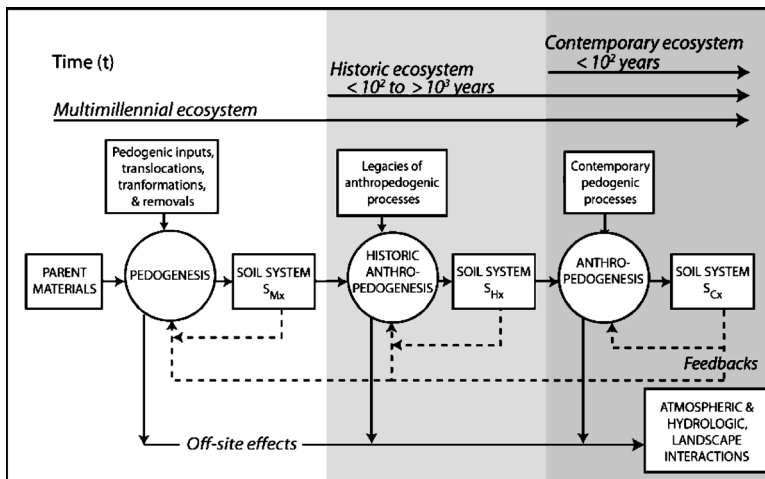 Time (t)
Contemporary ecosystem
< 10² years
Historic ecosystem
< 10² to > 10³ years
Multimillennial ecosystem
Pedogenic inputs,
translocations,
tranformations,
& removals
Legacies of
anthropedogenic
processes
Contemporary
pedogenic
processes
PARENT
MATERIALS
PEDOGENESIS
SOIL SYSTEM
S_Mx
HISTORIC
ANTHRO-
PEDOGENESIS
SOIL SYSTEM
S_Hx
ANTHRO-
PEDOGENESIS
SOIL SYSTEM
S_Cx
Feedbacks
Off-site effects
ATMOSPHERIC &
HYDROLOGIC,
LANDSCAPE
INTERACTIONS